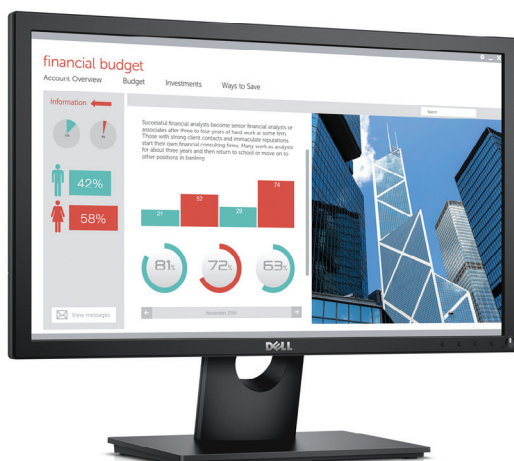 financial budget
Account Overview Budget Investments Ways to Save
Information
Successful financial analysts become senior financial analysts or
associates after three to four years of hard work at some firm.
Those with strong client contacts and immaculate reputations
start their own financial consulting firms. Many work as analysts
for about three years and then return to school or move on to
other positions in banking.
42%
58%
52
29
74
81%
72%
63%
View messages
November 2014
DELL